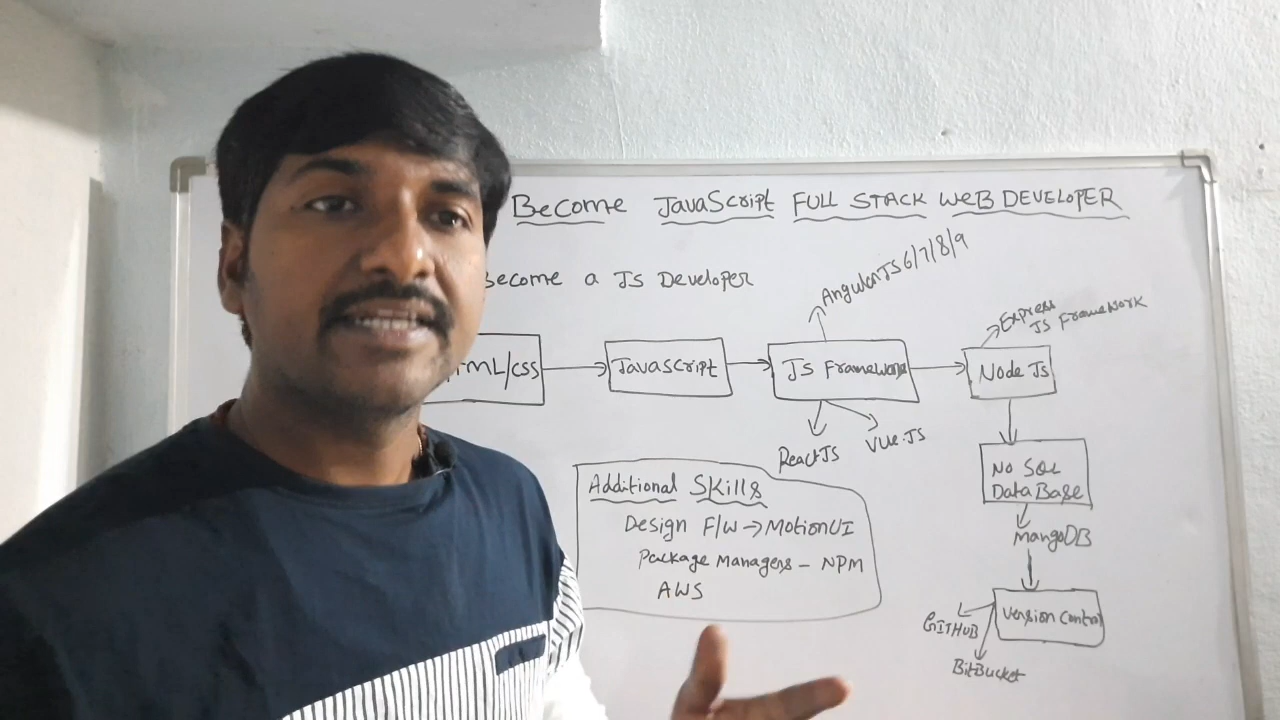 Become JavaScript FULL STACK WEB DEVELOPER
Become a JS Developer
AngularJS 6/7/8/9
Express
JS FrameWork
HTML/CSS
JavaScript
JS Framework
Node JS
ReactJS
Vue.JS
No SQL
DataBase
Additional Skills
Design F/W → MotionUI
Package Managers - NPM
AWS
mangoDB
Version Control
GITHUB
BitBucket